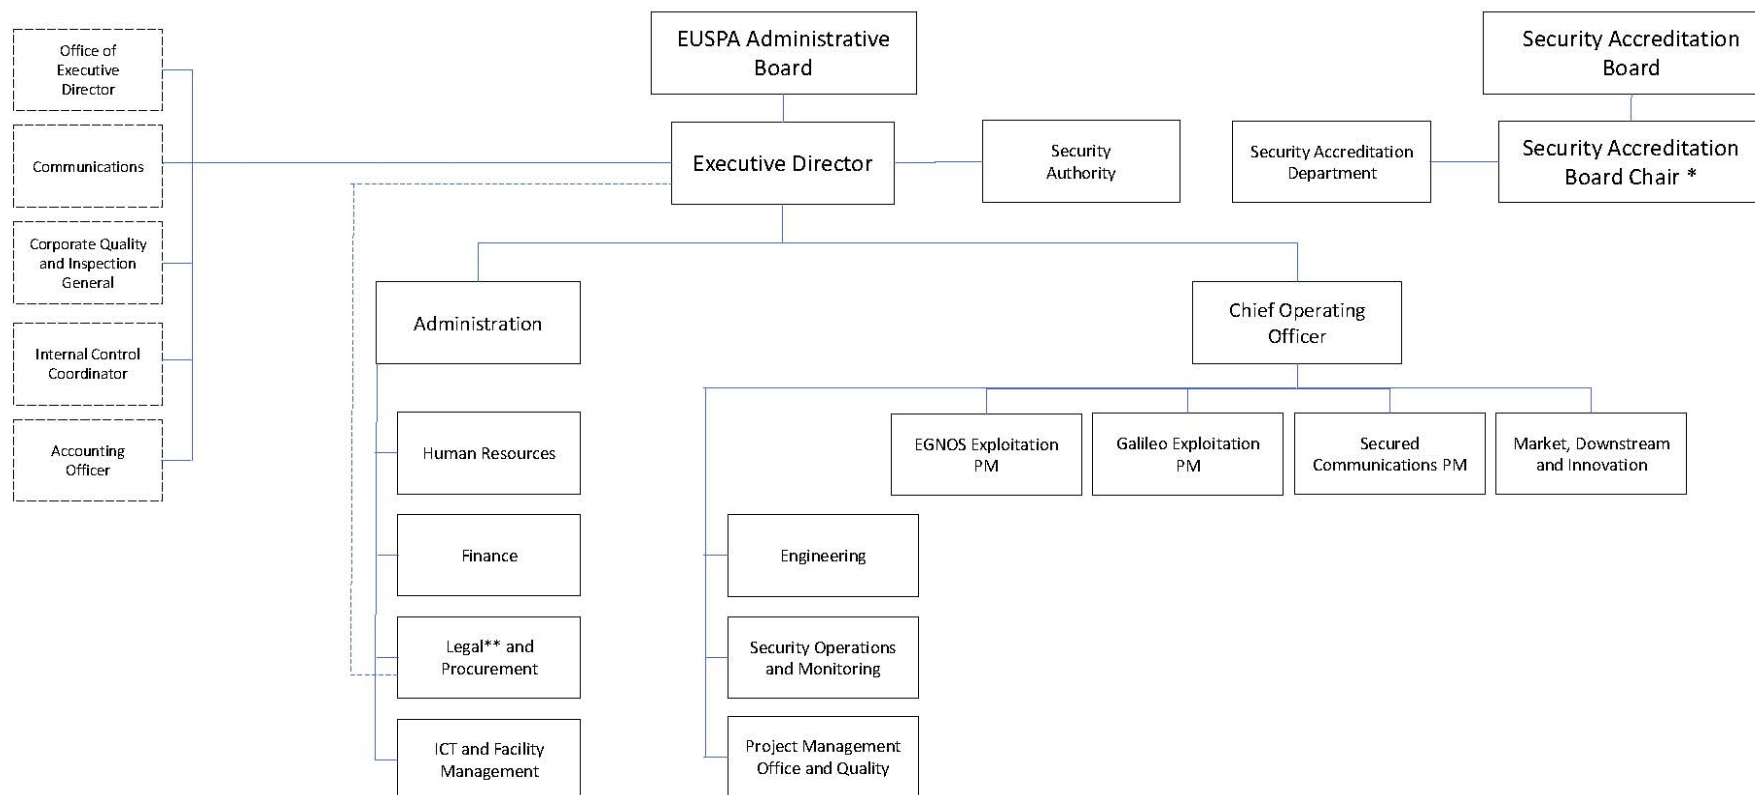 Office of
Executive
Director
EUSPA Administrative
Board
Security Accreditation
Board
Communications
Executive Director
Security
Authority
Security Accreditation
Department
Security Accreditation
Board Chair *
Corporate Quality
and Inspection
General
Administration
Chief Operating
Officer
Internal Control
Coordinator
Accounting
Officer
Human Resources
EGNOS Exploitation
PM
Galileo Exploitation
PM
Secured
Communications PM
Market, Downstream
and Innovation
Finance
Engineering
Legal** and
Procurement
Security Operations
and Monitoring
ICT and Facility
Management
Project Management
Office and Quality